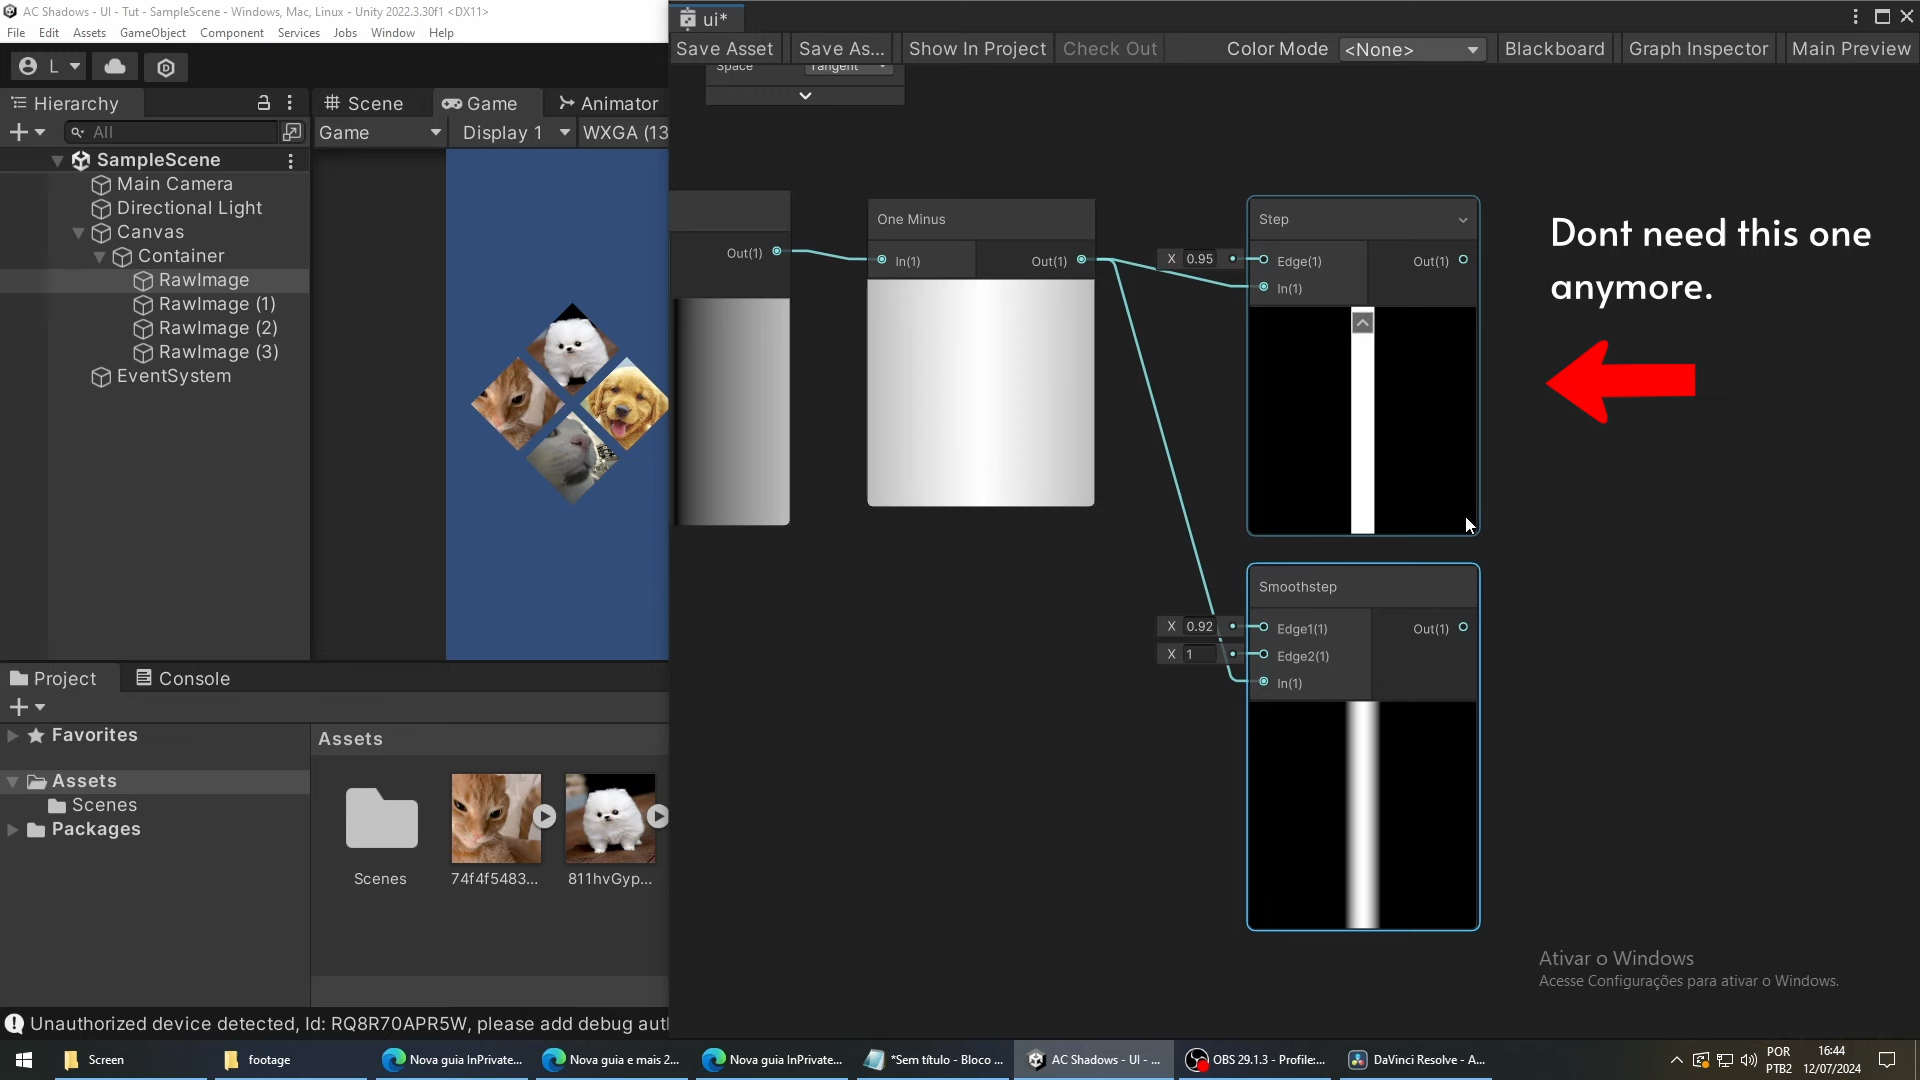 AC Shadows - UI - Tut - SampleScene - Windows, Mac, Linux - Unity 2022.3.30f1 <DX11>
File Edit Assets GameObject Component Services Jobs Window Help
L
Hierarchy
All
SampleScene
Main Camera
Directional Light
Canvas
Container
RawImage
RawImage (1)
RawImage (2)
RawImage (3)
EventSystem
Scene Game Animator
Game Display 1 WXGA (13
Project Console
Favorites
Assets
Scenes
Packages
Assets
Scenes 74f4f5483... 811hvGyp...
Unauthorized device detected, Id: RQ8R70APR5W, please add debug aut
ui*
Save Asset Save As... Show In Project Check Out Color Mode <None> Blackboard Graph Inspector Main Preview
Space Tangent
Out(1)
One Minus
In(1) Out(1)
Step
X 0.95 Edge(1) Out(1)
In(1)
Dont need this one
anymore.
Smoothstep
X 0.92 Edge1(1) Out(1)
X 1 Edge2(1)
In(1)
Ativar o Windows
Acesse Configurações para ativar o Windows.
Screen footage Nova guia InPrivate... Nova guia e mais 2... Nova guia InPrivate... *Sem título - Bloco ... AC Shadows - UI - ... OBS 29.1.3 - Profile:... DaVinci Resolve - A...
POR
PTB2
16:44
12/07/2024